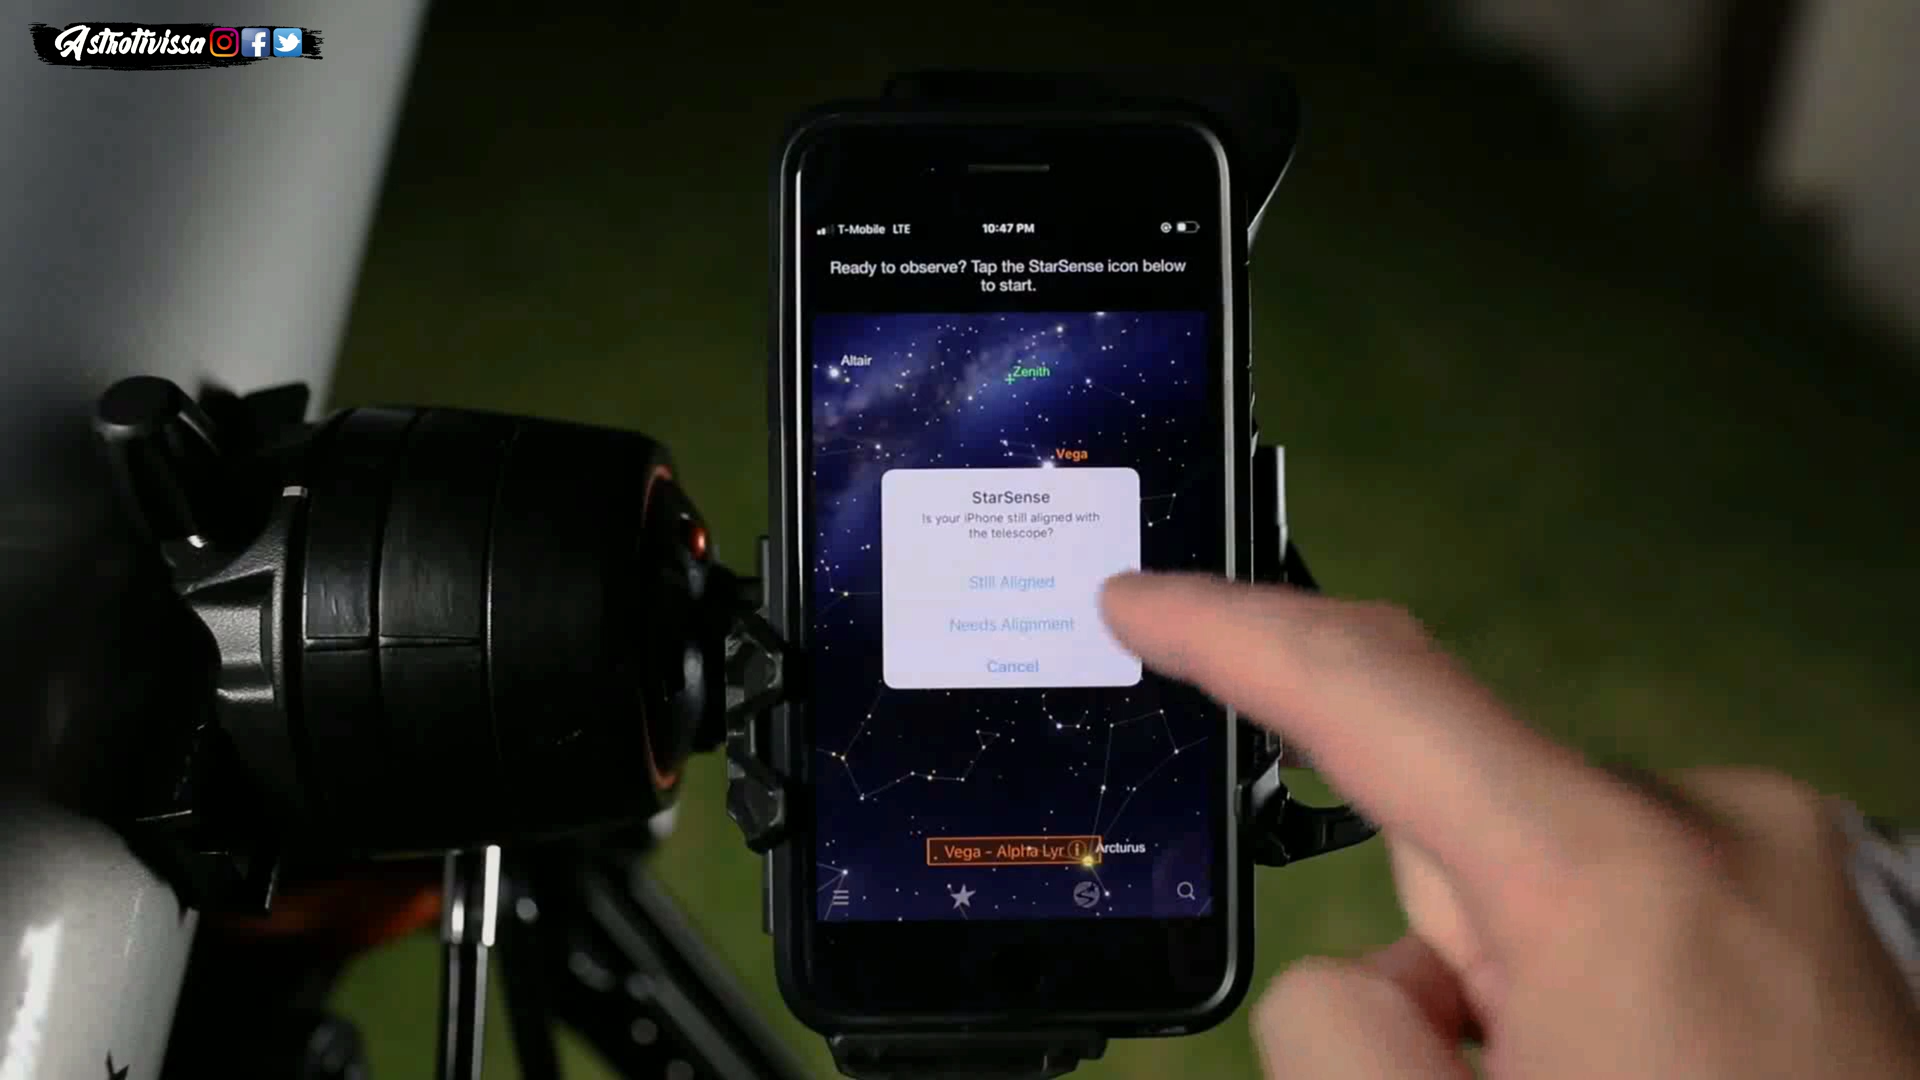 Astrottvissa
T-Mobile LTE
10:47 PM
Ready to observe? Tap the StarSense icon below
to start.
Altair
Zenith
Vega
StarSense
Is your iPhone still aligned with
the telescope?
Still Aligned
Needs Alignment
Cancel
Vega - Alpha Lyr
Arcturus